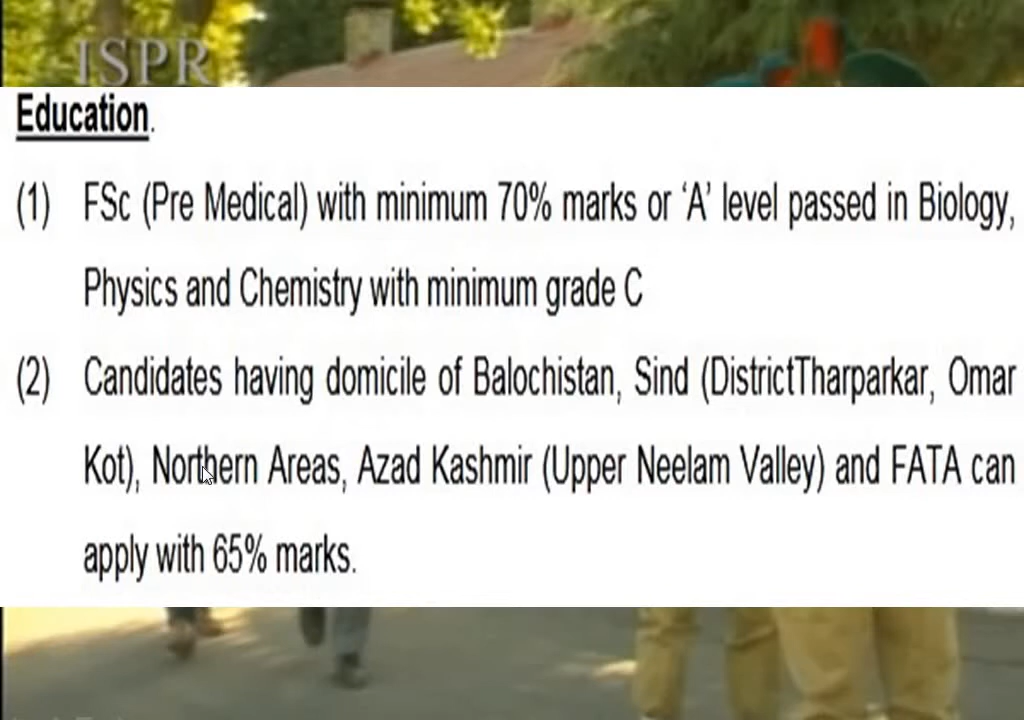 ISPR
Education.
(1) FSc (Pre Medical) with minimum 70% marks or ‘A’ level passed in Biology,
Physics and Chemistry with minimum grade C
(2) Candidates having domicile of Balochistan, Sind (DistrictTharparkar, Omar
Kot), Northern Areas, Azad Kashmir (Upper Neelam Valley) and FATA can
apply with 65% marks.